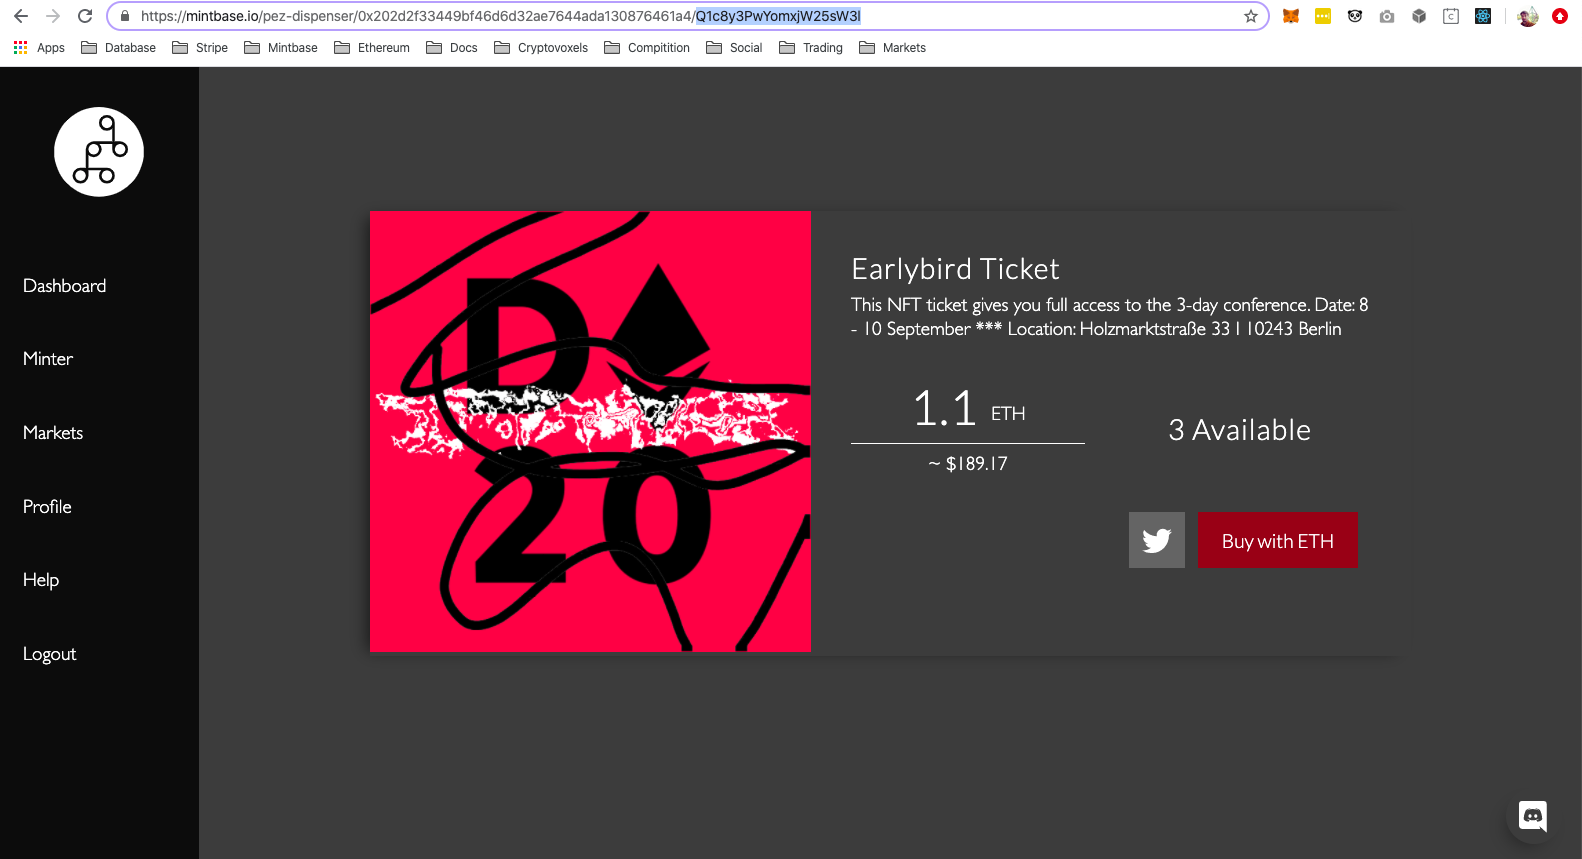 https://mintbase.io/pez-dispenser/0x202d2f33449bf46d6d32ae7644ada130876461a4/Q1c8y3PwYomxjW25sW3l
Apps Database Stripe Mintbase Ethereum Docs Cryptovoxels Compitition Social Trading Markets
Dashboard
Minter
Markets
Profile
Help
Logout
D
20
Earlybird Ticket
This NFT ticket gives you full access to the 3-day conference. Date: 8
- 10 September *** Location: Holzmarktstraße 33 I 10243 Berlin
1.1 ETH
~ $189.17
3 Available
Buy with ETH